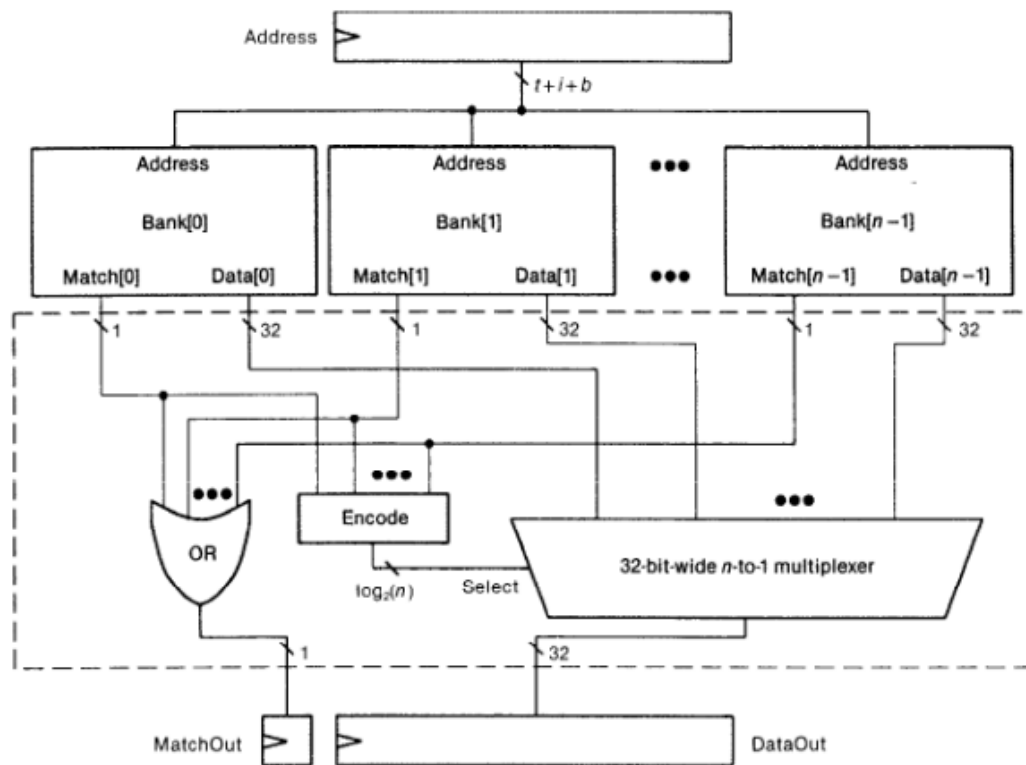 Address
t+i+b
Address Address Address
Bank[0] Bank[1] Bank[n−1]
Match[0] Data[0] Match[1] Data[1] Match[n−1] Data[n−1]
1 32 1 32 1 32
Encode
OR
32-bit-wide n-to-1 multiplexer
log₂(n) Select
1 32
MatchOut DataOut